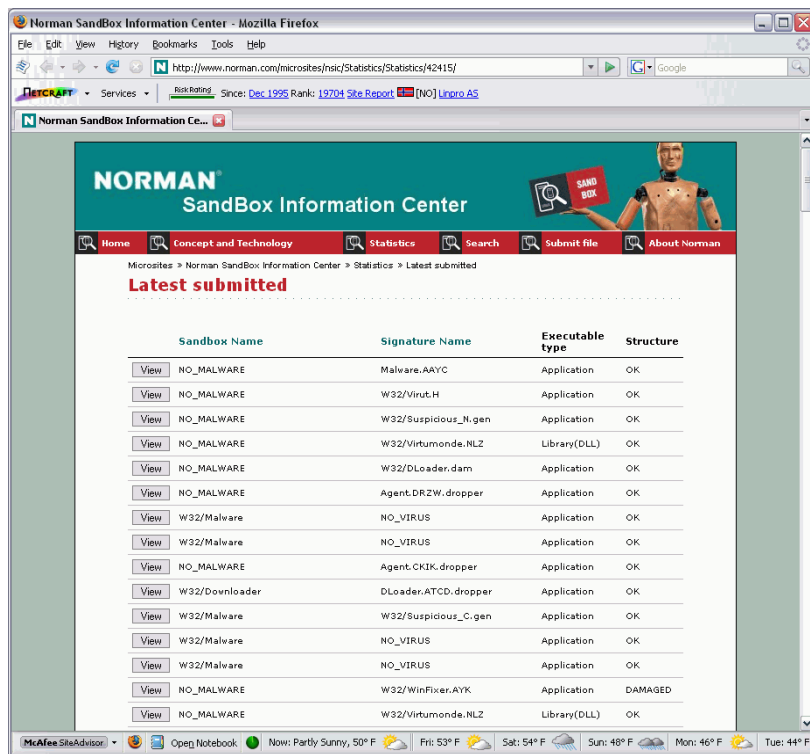 Norman SandBox Information Center - Mozilla Firefox
File Edit View History Bookmarks Tools Help
N http://www.norman.com/microsites/nsic/Statistics/Statistics/42415/ G Google
NETCRAFT Services Risk Rating Since: Dec 1995 Rank: 19704 Site Report [NO] Linpro AS
N Norman SandBox Information Ce...
NORMAN®
SandBox Information Center
SAND
BOX
Home Concept and Technology Statistics Search Submit file About Norman
Microsites » Norman SandBox Information Center » Statistics » Latest submitted
Latest submitted
Sandbox Name Signature Name Executable type Structure
View NO_MALWARE Malware.AAYC Application OK
View NO_MALWARE W32/Virut.H Application OK
View NO_MALWARE W32/Suspicious_N.gen Application OK
View NO_MALWARE W32/Virtumonde.NLZ Library(DLL) OK
View NO_MALWARE W32/DLoader.dam Application OK
View NO_MALWARE Agent.DRZW.dropper Application OK
View W32/Malware NO_VIRUS Application OK
View W32/Malware NO_VIRUS Application OK
View NO_MALWARE Agent.CKIK.dropper Application OK
View W32/Downloader DLoader.ATCD.dropper Application OK
View W32/Malware W32/Suspicious_C.gen Application OK
View W32/Malware NO_VIRUS Application OK
View W32/Malware NO_VIRUS Application OK
View NO_MALWARE W32/WinFixer.AYK Application DAMAGED
View NO_MALWARE W32/Virtumonde.NLZ Library(DLL) OK
McAfee SiteAdvisor Open Notebook Now: Partly Sunny, 50° F Fri: 53° F Sat: 54° F Sun: 48° F Mon: 46° F Tue: 44° F